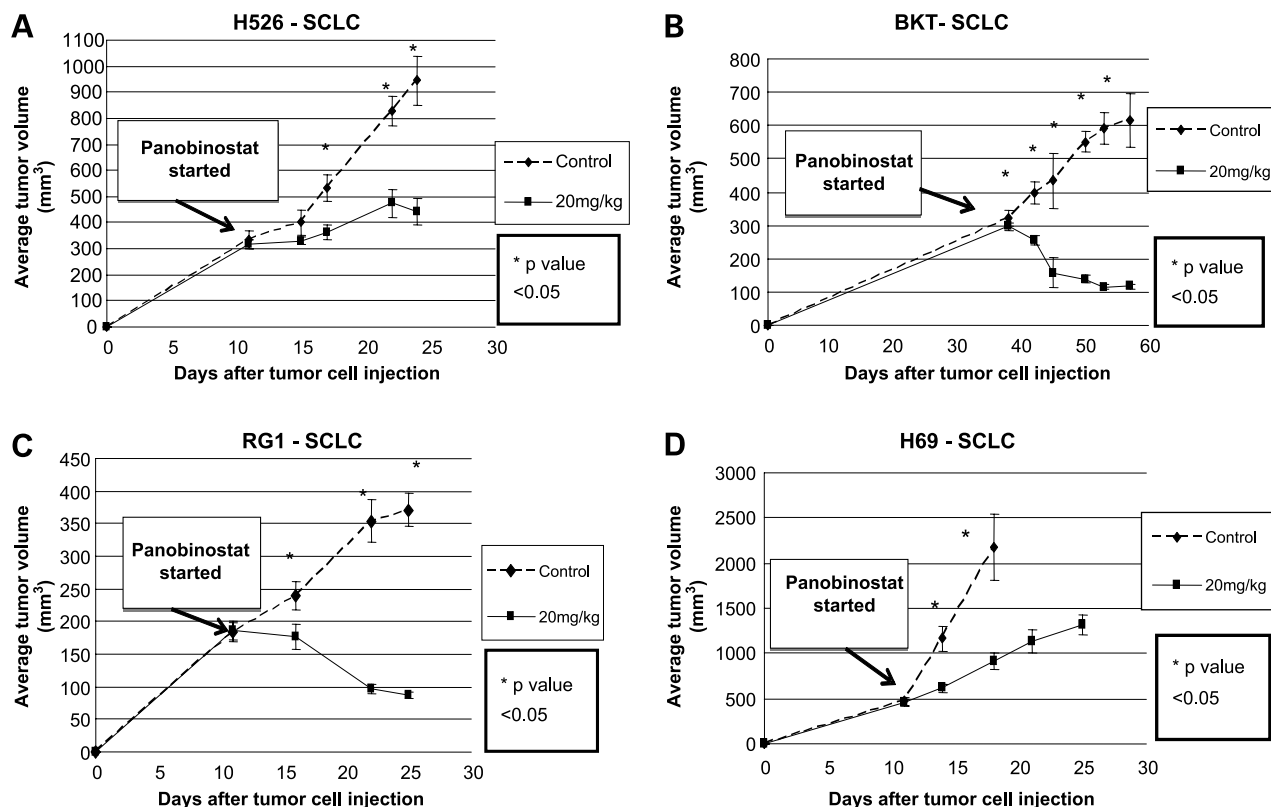 A
H526 - SCLC
Average tumor volume
(mm3)
1100
1000
900
800
700
600
500
400
300
200
100
0
0 5 10 15 20 25 30
Days after tumor cell injection
Panobinostat
started
*
*
*
Control
20mg/kg
* p value
<0.05
B
BKT- SCLC
Average tumor volume
(mm3)
800
700
600
500
400
300
200
100
0
0 10 20 30 40 50 60
Days after tumor cell injection
Panobinostat
started
*
*
*
*
*
Control
20mg/kg
* p value
<0.05
C
RG1 - SCLC
Average tumor volume
(mm3)
450
400
350
300
250
200
150
100
50
0
0 5 10 15 20 25 30
Days after tumor cell injection
Panobinostat
started
*
*
*
Control
20mg/kg
* p value
<0.05
D
H69 - SCLC
Average tumor volume
(mm3)
3000
2500
2000
1500
1000
500
0
0 5 10 15 20 25 30
Days after tumor cell injection
Panobinostat
started
*
*
Control
20mg/kg
* p value
<0.05